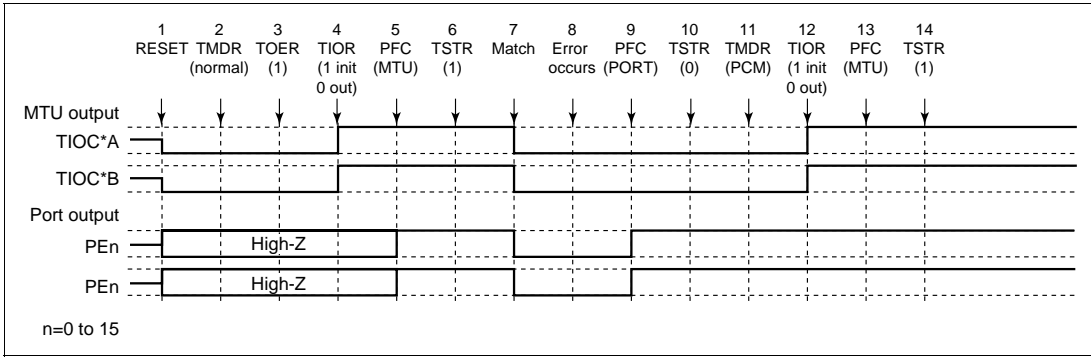 1 2 3 4 5 6 7 8 9 10 11 12 13 14
RESET TMDR TOER TIOR PFC TSTR Match Error PFC TSTR TMDR TIOR PFC TSTR
(normal) (1) (1 init (MTU) (1) occurs (PORT) (0) (PCM) (1 init (MTU) (1)
0 out) 0 out)
MTU output
TIOC*A
TIOC*B
Port output
PEn High-Z
PEn High-Z
n=0 to 15